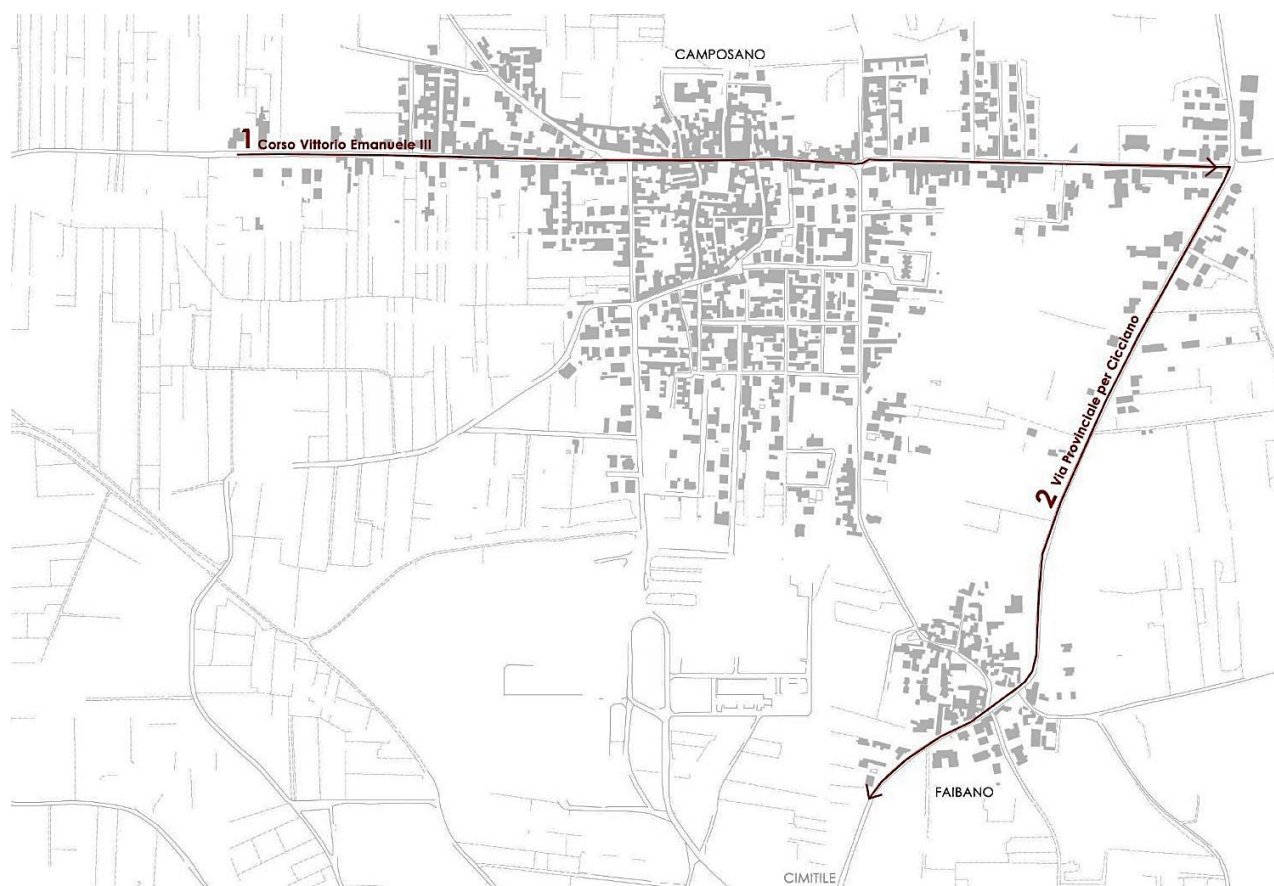 CAMPOSANO
1 Corso Vittorio Emanuele III
2 Via Provinciale per Cicciano
FAIBANO
CIMITILE